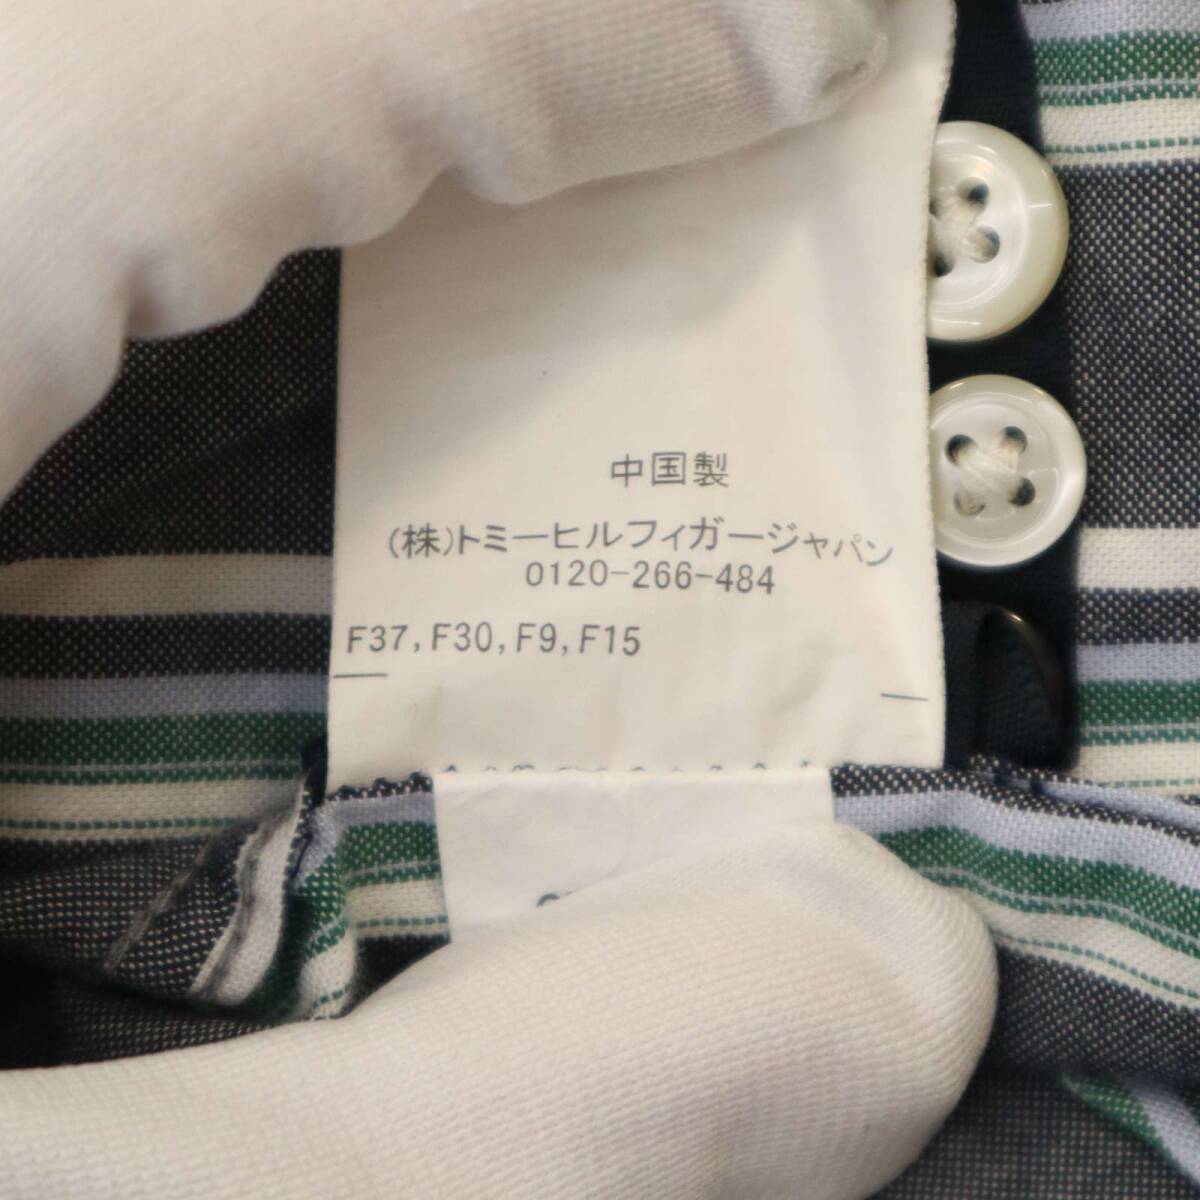 中国製
(株)トミーヒルフィガージャパン
0120-266-484
F37, F30, F9, F15